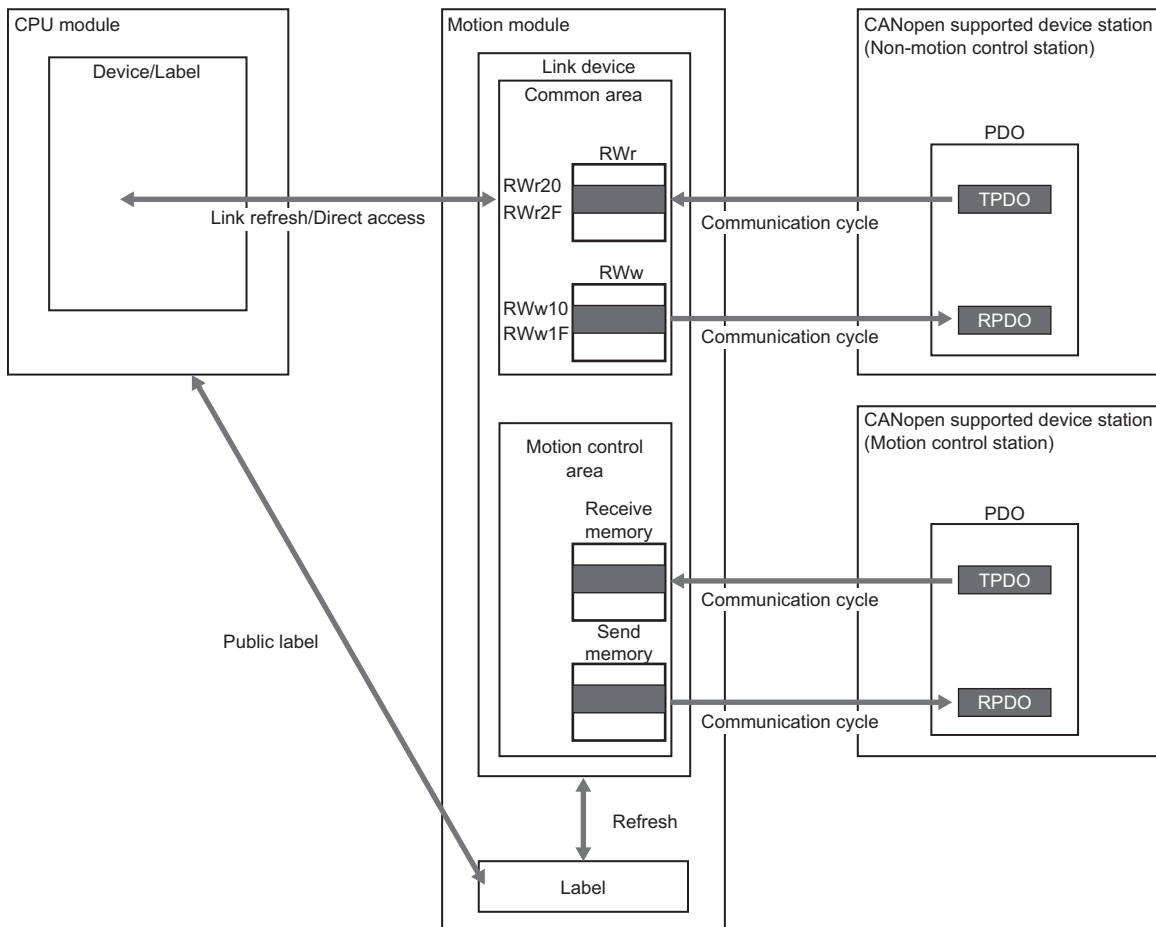 CPU module
Device/Label
Link refresh/Direct access
Public label
Motion module
Link device
Common area
RWr
RWr20
RWr2F
RWw
RWw10
RWw1F
Motion control
area
Receive
memory
Send
memory
Refresh
Label
Communication cycle
Communication cycle
Communication cycle
Communication cycle
CANopen supported device station
(Non-motion control station)
PDO
TPDO
RPDO
CANopen supported device station
(Motion control station)
PDO
TPDO
RPDO